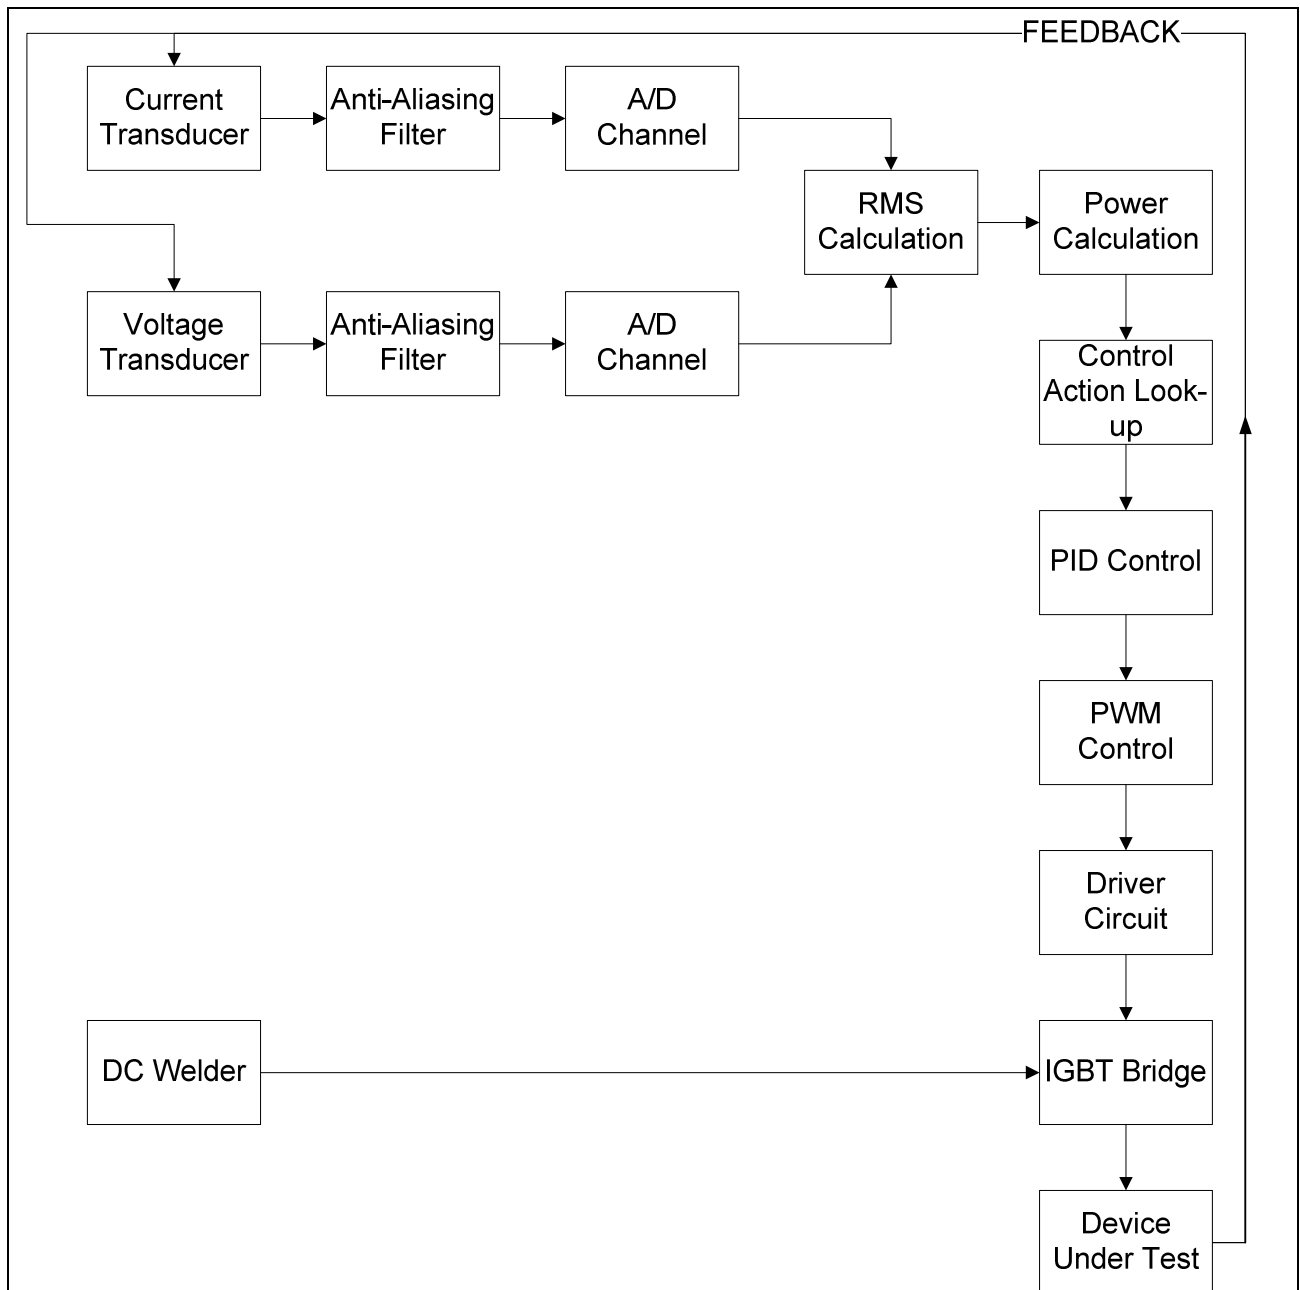 FEEDBACK
Current
Transducer
Anti-Aliasing
Filter
A/D
Channel
RMS
Calculation
Power
Calculation
Voltage
Transducer
Anti-Aliasing
Filter
A/D
Channel
Control
Action Look-
up
PID Control
PWM
Control
Driver
Circuit
DC Welder
IGBT Bridge
Device
Under Test